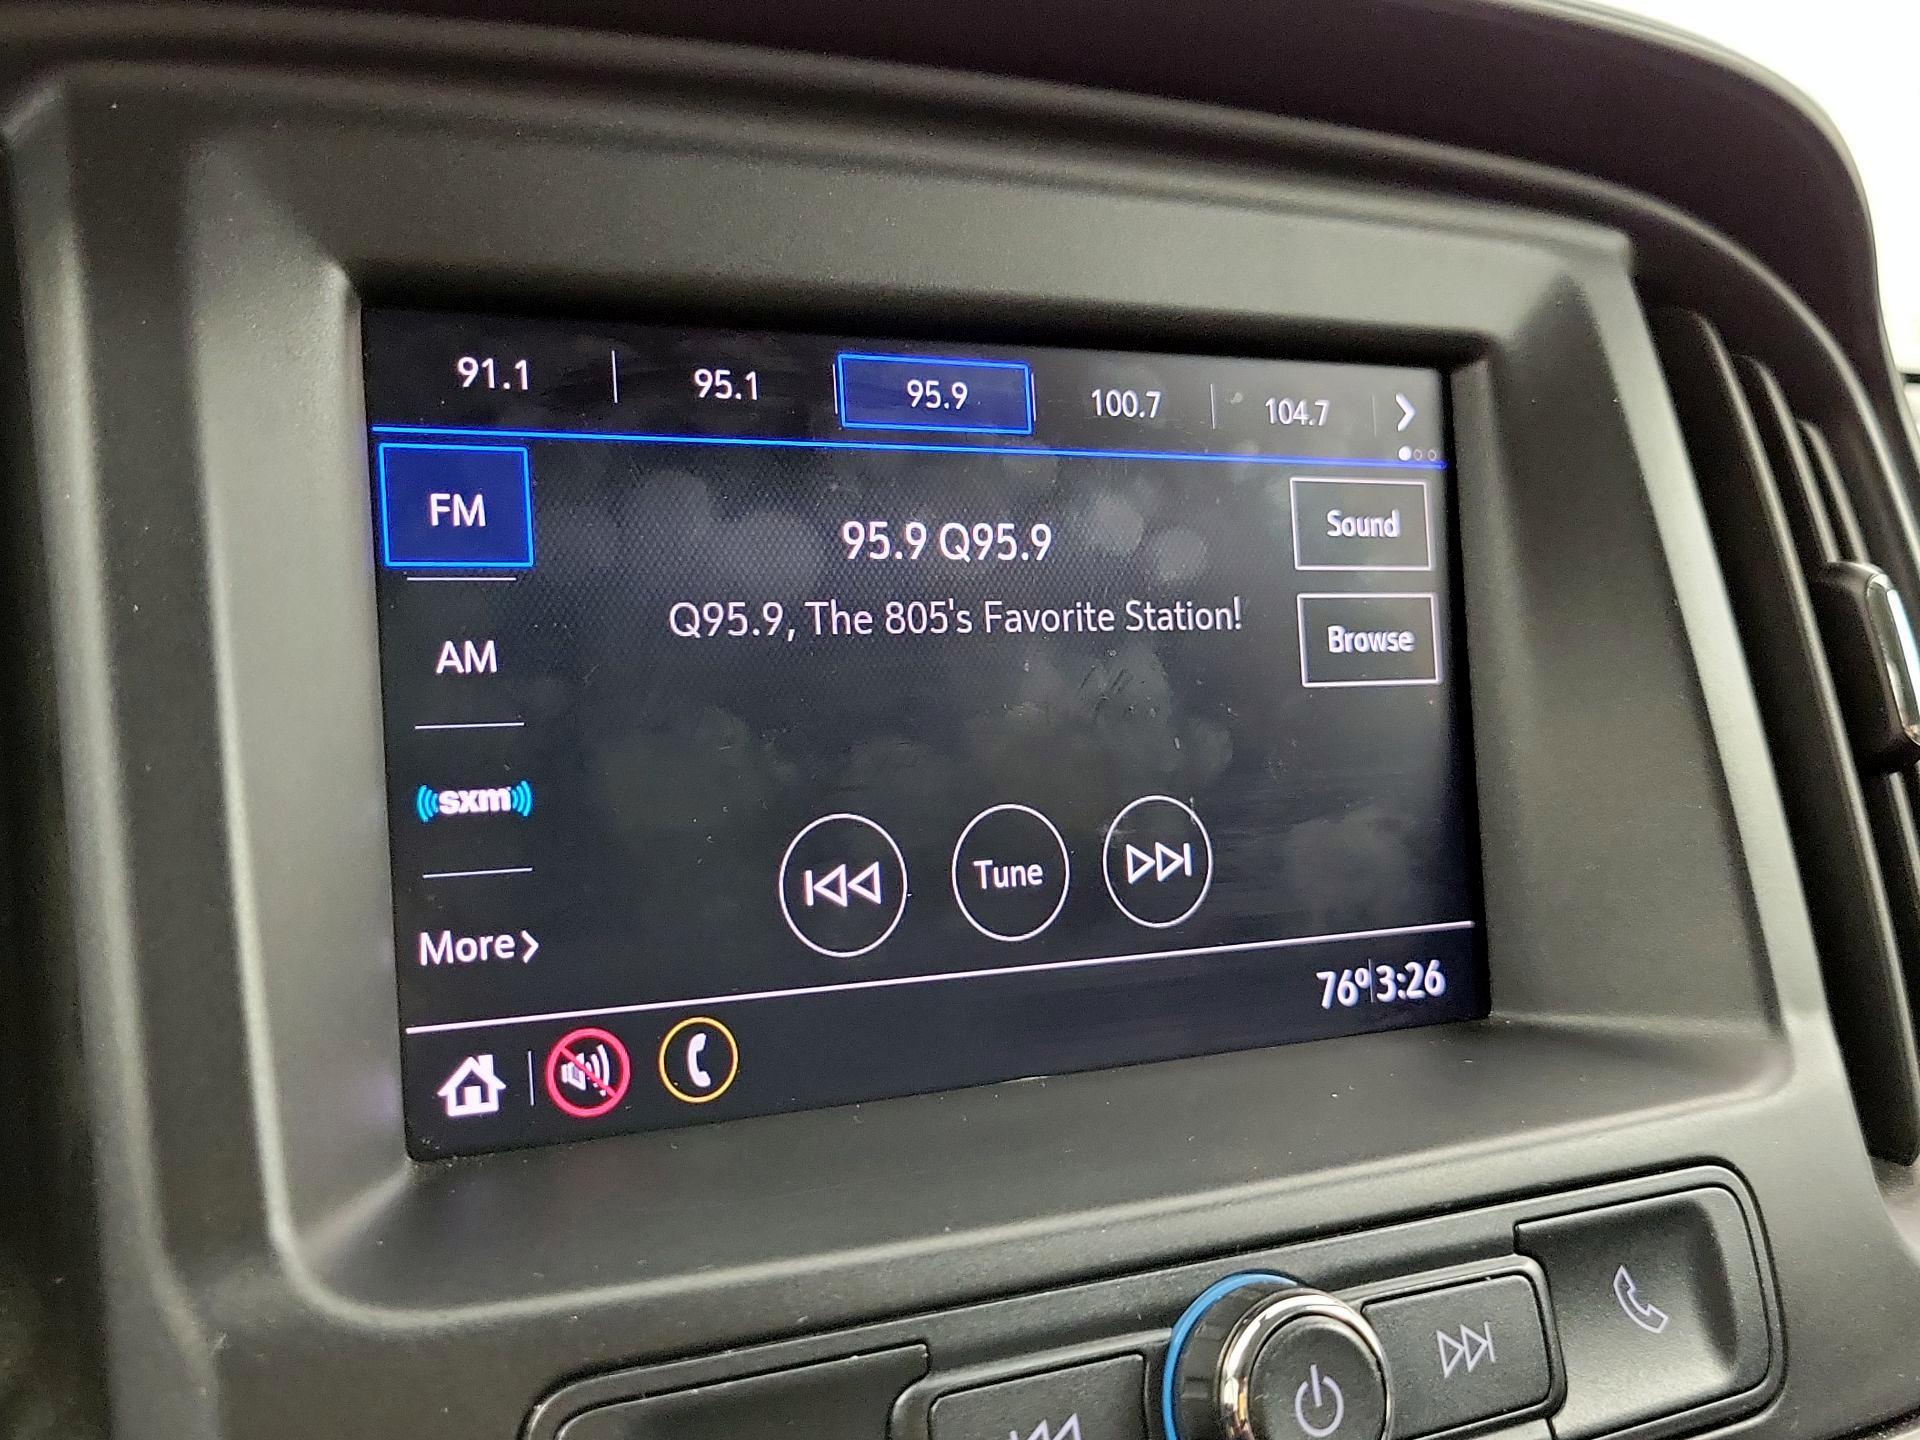 91.1 95.1 95.9 100.7 104.7
FM
95.9 Q95.9
Sound
Q95.9, The 805's Favorite Station!
Browse
AM
sxm
Tune
More
76° 3:26